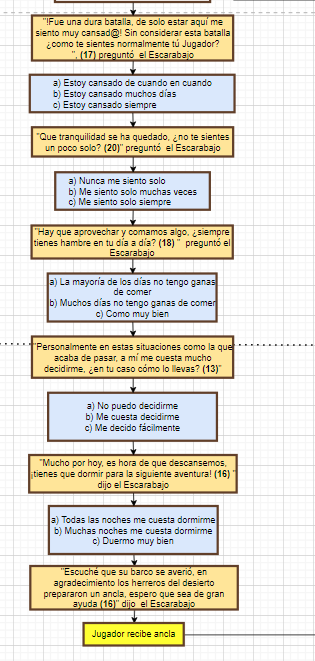 "!Fue una dura batalla, de solo estar aquí me
siento muy cansad@! Sin considerar esta batalla
¿como te sientes normalmente tú Jugador?
", (17) preguntó el Escarabajo
a) Estoy cansado de cuando en cuando
b) Estoy cansado muchos días
c) Estoy cansado siempre
"Que tranquilidad se ha quedado, ¿no te sientes
un poco solo? (20)" preguntó el Escarabajo
a) Nunca me siento solo
b) Me siento solo muchas veces
c) Me siento solo siempre
"Hay que aprovechar y comamos algo, ¿siempre
tienes hambre en tu día a día? (18) " preguntó el
Escarabajo
a) La mayoría de los días no tengo ganas
de comer
b) Muchos días no tengo ganas de comer
c) Como muy bien
"Personalmente en estas situaciones como la que
acaba de pasar, a mí me cuesta mucho
decidirme, ¿en tu caso cómo lo llevas? (13)"
a) No puedo decidirme
b) Me cuesta decidirme
c) Me decido fácilmente
"Mucho por hoy, es hora de que descansemos,
¡tienes que dormir para la siguiente aventura! (16) "
dijo el Escarabajo
a) Todas las noches me cuesta dormirme
b) Muchas noches me cuesta dormirme
c) Duermo muy bien
"Escuché que su barco se averió, en
agradecimiento los herreros del desierto
prepararon un ancla, espero que sea de gran
ayuda (16)" dijo el Escarabajo
Jugador recibe ancla